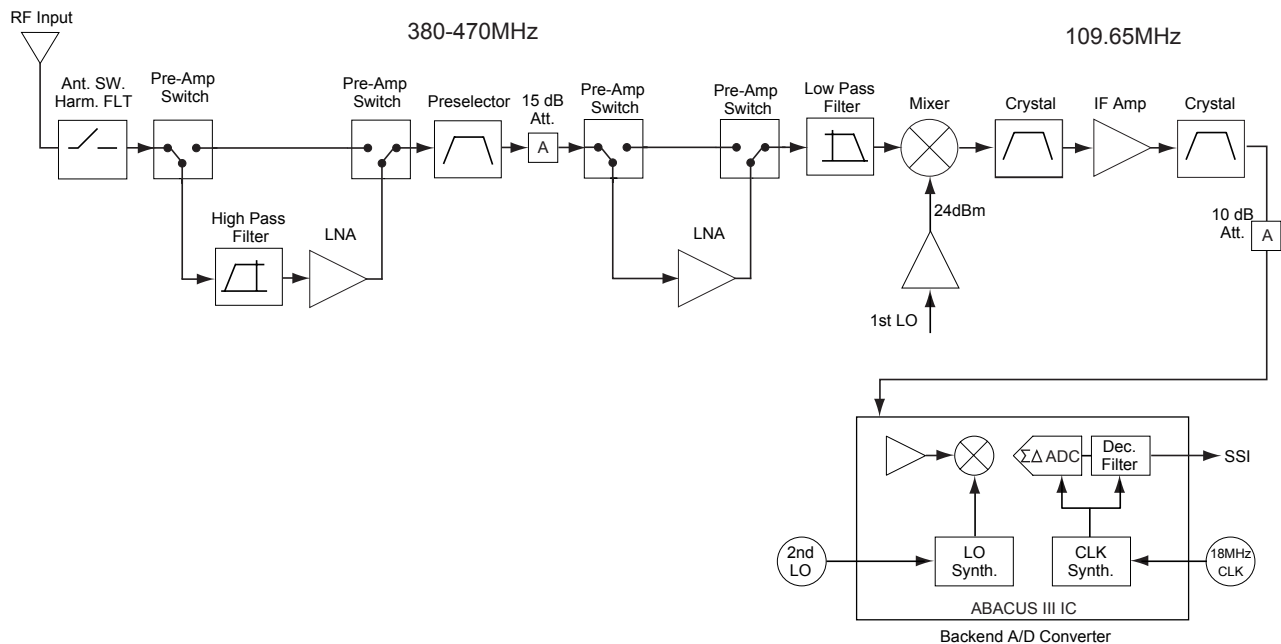 RF Input
380-470MHz
109.65MHz
Ant. SW.
Harm. FLT
Pre-Amp
Switch
Pre-Amp
Switch
Preselector
15 dB
Att.
A
Pre-Amp
Switch
Pre-Amp
Switch
Low Pass
Filter
Mixer
Crystal
IF Amp
Crystal
High Pass
Filter
LNA
LNA
24dBm
1st LO
10 dB
Att.
A
ΣΔ ADC
Dec.
Filter
SSI
2nd
LO
LO
Synth.
CLK
Synth.
18MHz
CLK
ABACUS III IC
Backend A/D Converter